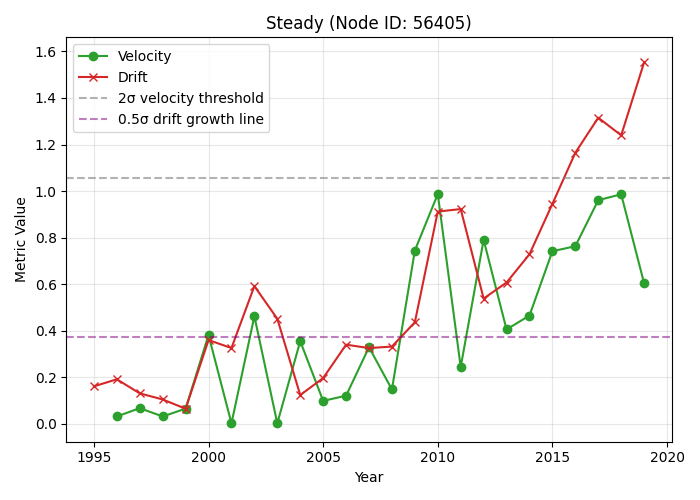 Steady (Node ID: 56405)
Velocity
Drift
2σ velocity threshold
0.5σ drift growth line
Metric Value
1.6
1.4
1.2
1.0
0.8
0.6
0.4
0.2
0.0
1995 2000 2005 2010 2015 2020
Year